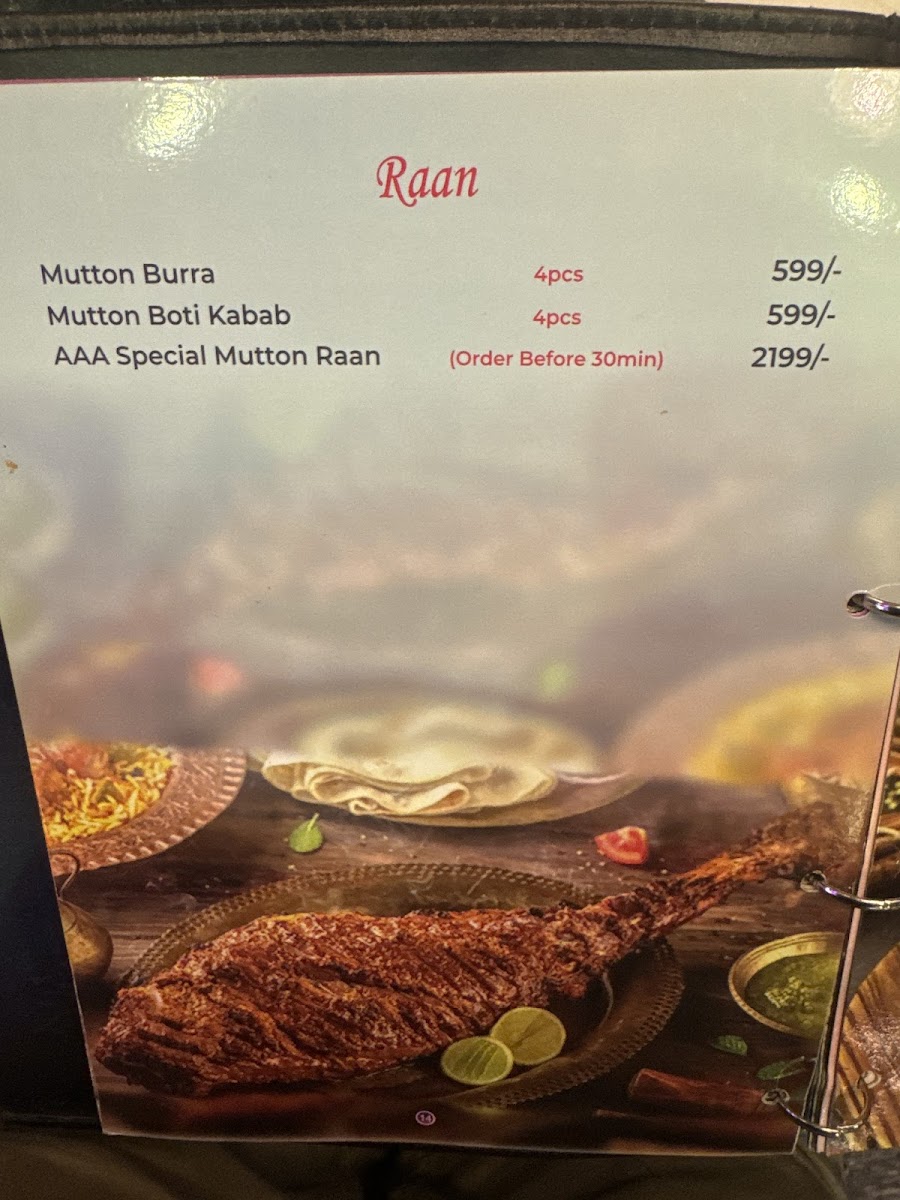 Raan
Mutton Burra 4pcs 599/-
Mutton Boti Kabab 4pcs 599/-
AAA Special Mutton Raan (Order Before 30min) 2199/-
14